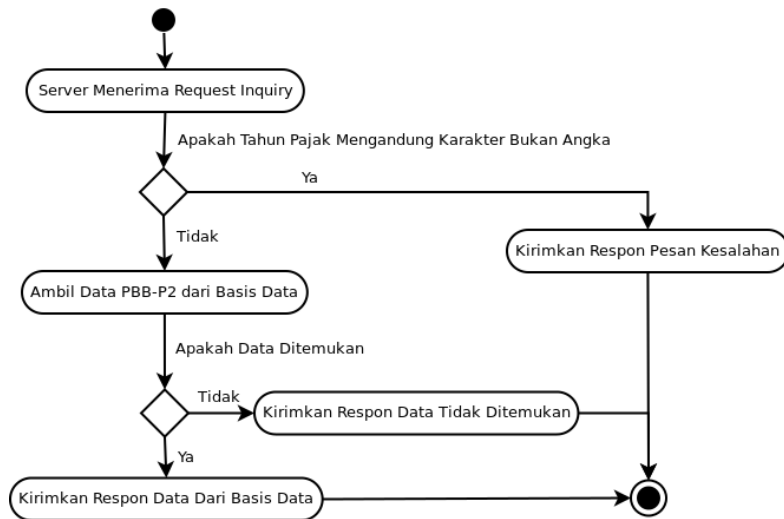 Server Menerima Request Inquiry
Apakah Tahun Pajak Mengandung Karakter Bukan Angka
Ya
Tidak
Kirimkan Respon Pesan Kesalahan
Ambil Data PBB-P2 dari Basis Data
Apakah Data Ditemukan
Tidak
Kirimkan Respon Data Tidak Ditemukan
Ya
Kirimkan Respon Data Dari Basis Data